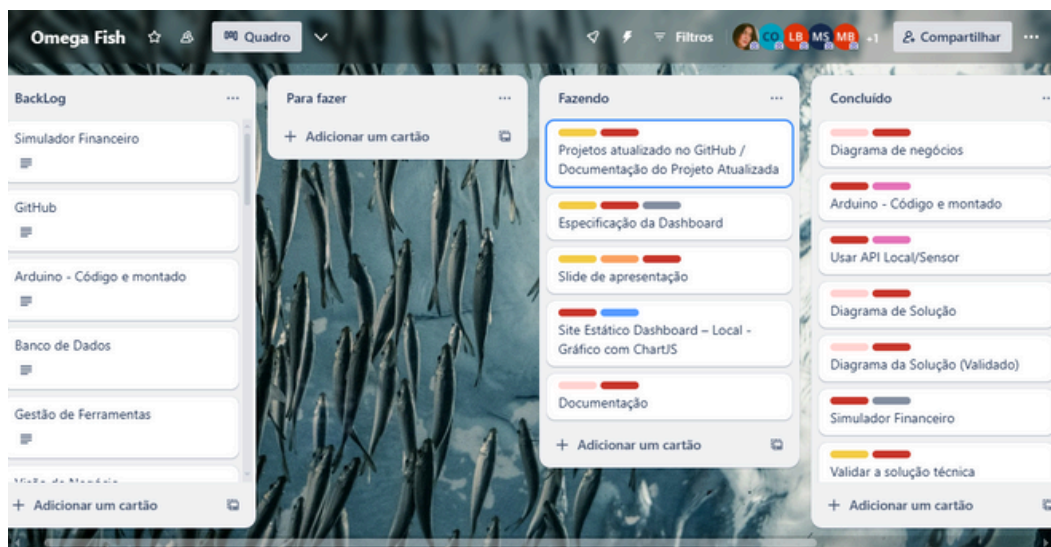 Omega Fish
Quadro
Filtros
CO
LB
MS
MB
+1
Compartilhar
BackLog
Simulador Financeiro
GitHub
Arduino - Código e montado
Banco de Dados
Gestão de Ferramentas
Visão de Negócio
+ Adicionar um cartão
Para fazer
+ Adicionar um cartão
Fazendo
Projetos atualizado no GitHub /
Documentação do Projeto Atualizada
Especificação da Dashboard
Slide de apresentação
Site Estático Dashboard – Local -
Gráfico com ChartJS
Documentação
+ Adicionar um cartão
Concluído
Diagrama de negócios
Arduino - Código e montado
Usar API Local/Sensor
Diagrama de Solução
Diagrama da Solução (Validado)
Simulador Financeiro
Validar a solução técnica
+ Adicionar um cartão